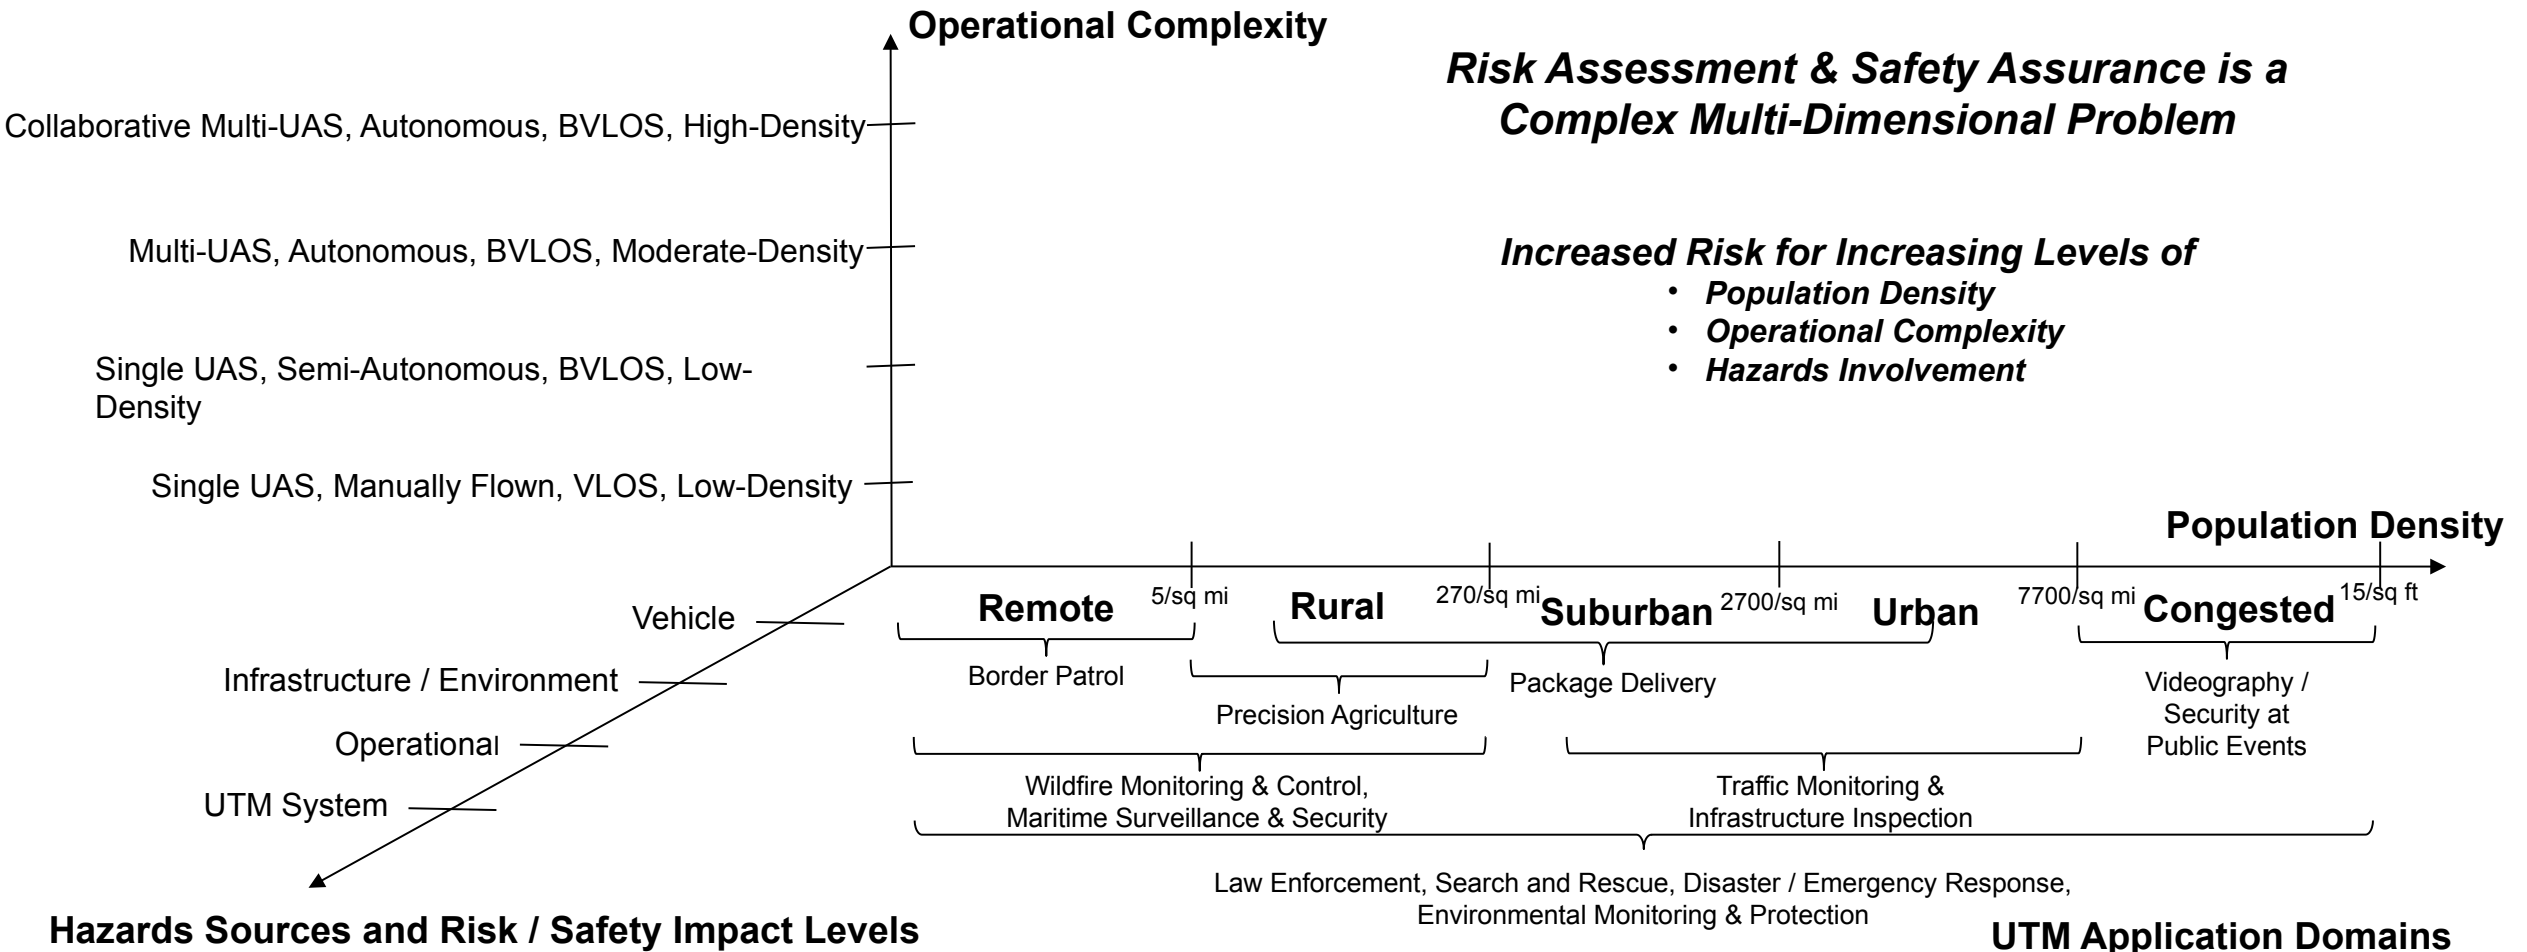 Operational Complexity
Risk Assessment & Safety Assurance is a
Complex Multi-Dimensional Problem
Collaborative Multi-UAS, Autonomous, BVLOS, High-Density
Multi-UAS, Autonomous, BVLOS, Moderate-Density
Increased Risk for Increasing Levels of
• Population Density
• Operational Complexity
• Hazards Involvement
Single UAS, Semi-Autonomous, BVLOS, Low-
Density
Single UAS, Manually Flown, VLOS, Low-Density
Population Density
5/sq mi
270/sq mi
2700/sq mi
7700/sq mi
15/sq ft
Remote
Rural
Suburban
Urban
Congested
Vehicle
Infrastructure / Environment
Operational
UTM System
Border Patrol
Precision Agriculture
Package Delivery
Videography /
Security at
Public Events
Wildfire Monitoring & Control,
Maritime Surveillance & Security
Traffic Monitoring &
Infrastructure Inspection
Law Enforcement, Search and Rescue, Disaster / Emergency Response,
Environmental Monitoring & Protection
Hazards Sources and Risk / Safety Impact Levels
UTM Application Domains